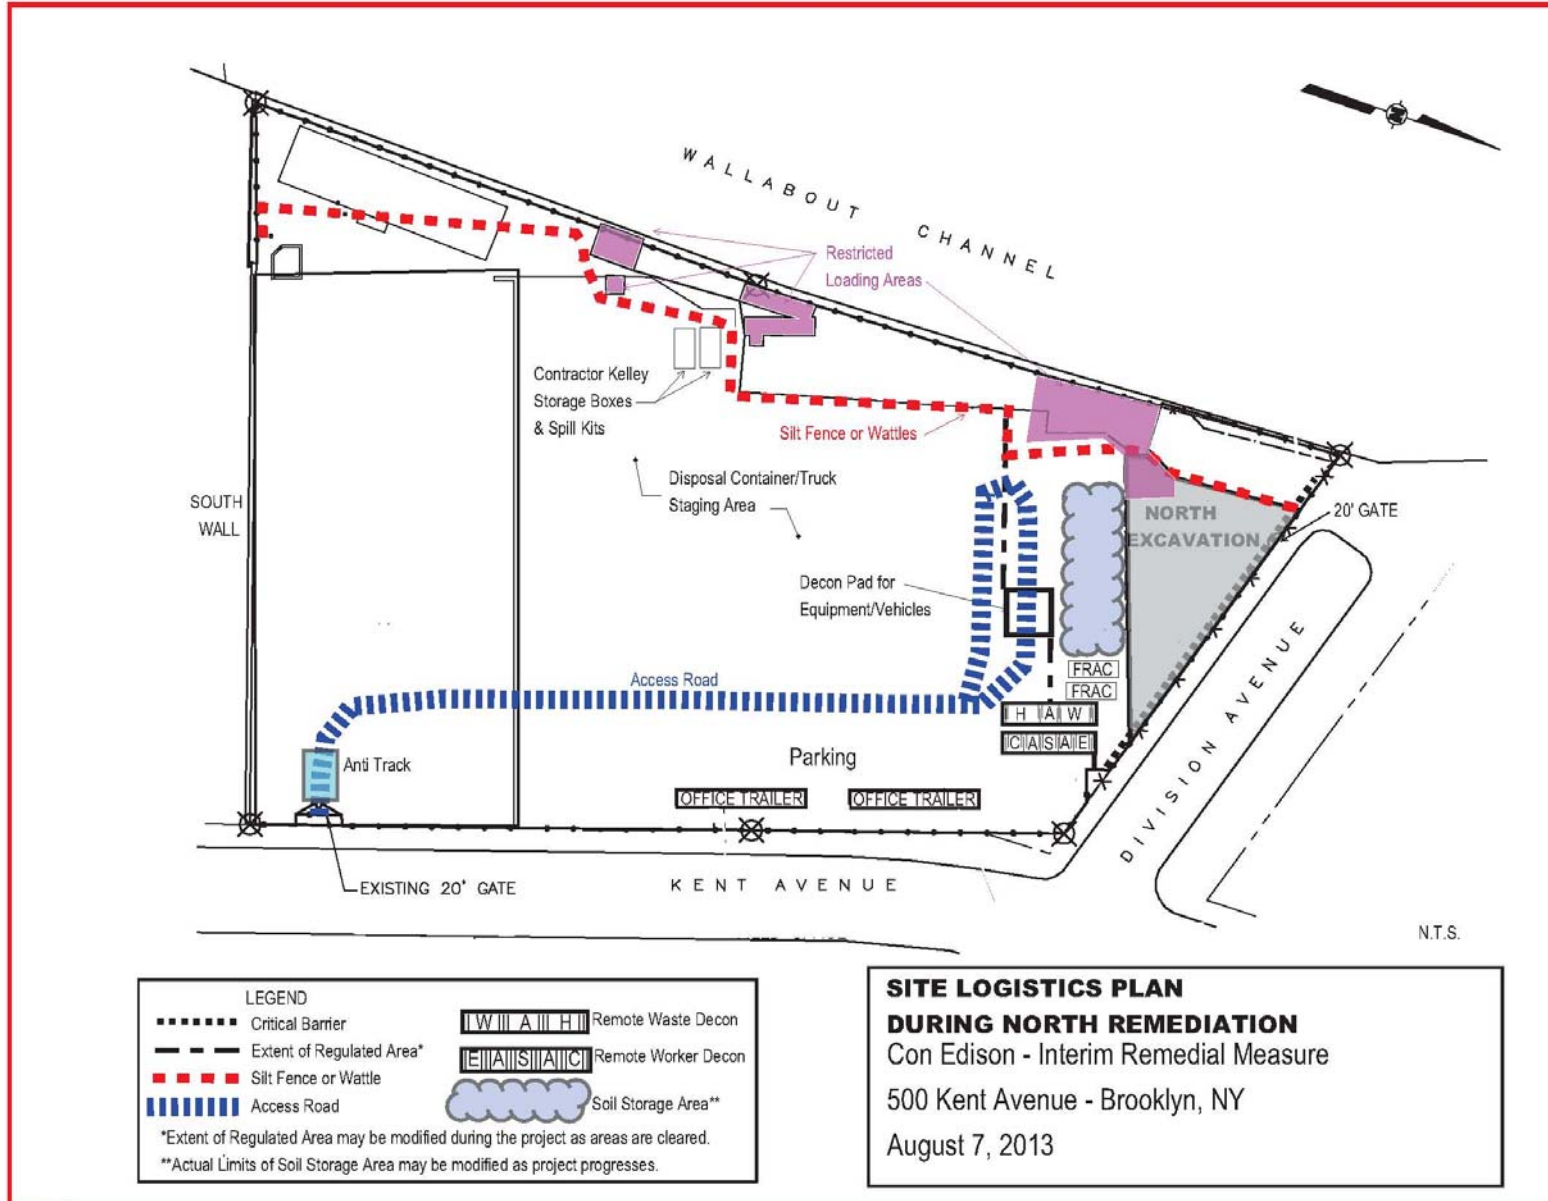 N
WALLABOUT CHANNEL
Restricted
Loading Areas
Contractor Kelley
Storage Boxes
& Spill Kits
Silt Fence or Wattles
Disposal Container/Truck
Staging Area
SOUTH
WALL
20' GATE
NORTH
EXCAVATION
Decon Pad for
Equipment/Vehicles
FRAC
FRAC
Access Road
H A W
C A S A E
Anti Track
Parking
OFFICE TRAILER
OFFICE TRAILER
DIVISION AVENUE
EXISTING 20' GATE
KENT AVENUE
N.T.S.
LEGEND
Critical Barrier
Extent of Regulated Area*
Silt Fence or Wattle
Access Road
W A H
Remote Waste Decon
E A S A C
Remote Worker Decon
Soil Storage Area**
*Extent of Regulated Area may be modified during the project as areas are cleared.
**Actual Limits of Soil Storage Area may be modified as project progresses.
SITE LOGISTICS PLAN
DURING NORTH REMEDIATION
Con Edison - Interim Remedial Measure
500 Kent Avenue - Brooklyn, NY
August 7, 2013